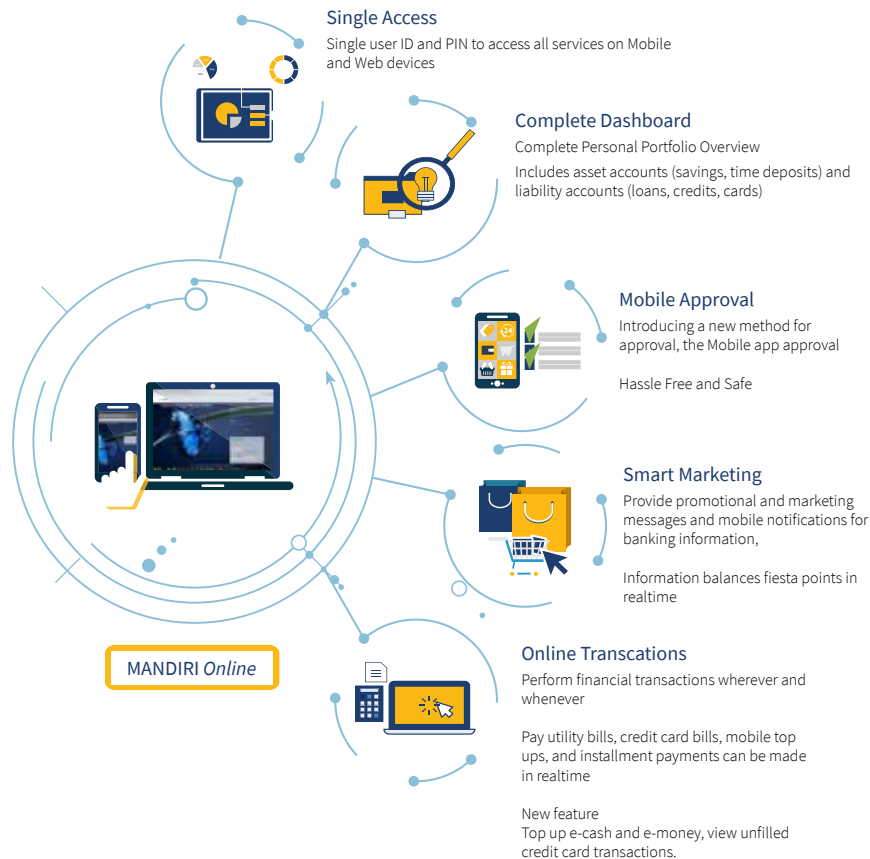 Single Access
Single user ID and PIN to access all services on Mobile
and Web devices
Complete Dashboard
Complete Personal Portfolio Overview
Includes asset accounts (savings, time deposits) and
liability accounts (loans, credits, cards)
Mobile Approval
Introducing a new method for
approval, the Mobile app approval
Hassle Free and Safe
24
Smart Marketing
Provide promotional and marketing
messages and mobile notifications for
banking information,
Information balances fiesta points in
realtime
MANDIRI Online
Online Transcations
Perform financial transactions wherever and
whenever
Pay utility bills, credit card bills, mobile top
ups, and installment payments can be made
in realtime
New feature
Top up e-cash and e-money, view unfilled
credit card transactions.